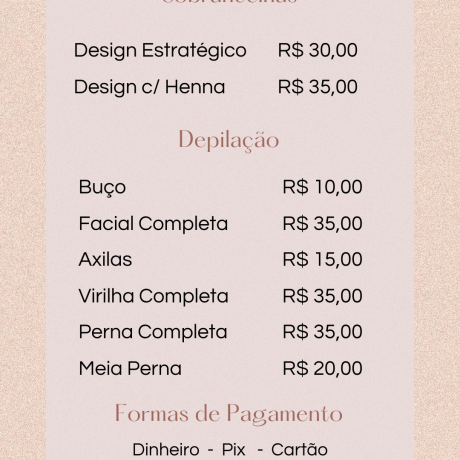 Sobrancelhas
Design Estratégico R$ 30,00
Design c/ Henna R$ 35,00
Depilação
Buço R$ 10,00
Facial Completa R$ 35,00
Axilas R$ 15,00
Virilha Completa R$ 35,00
Perna Completa R$ 35,00
Meia Perna R$ 20,00
Formas de Pagamento
Dinheiro - Pix - Cartão